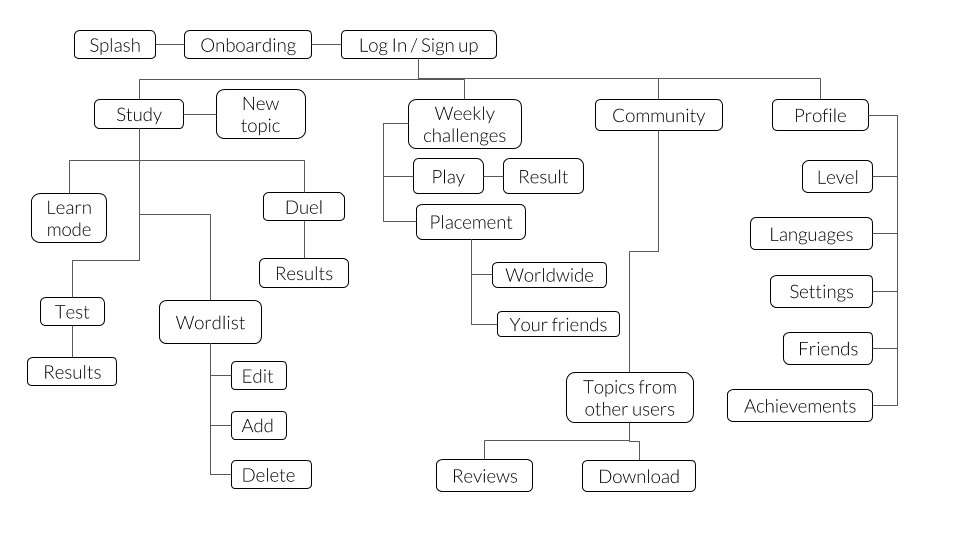 Splash
Onboarding
Log In / Sign up
Study
New
topic
Weekly
challenges
Community
Profile
Play
Result
Level
Learn
mode
Duel
Placement
Languages
Results
Worldwide
Settings
Test
Wordlist
Your friends
Friends
Results
Edit
Topics from
other users
Achievements
Add
Delete
Reviews
Download